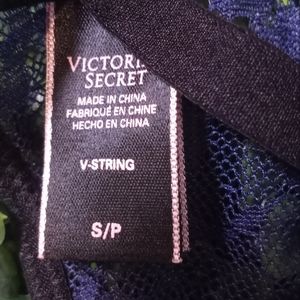 VICTORI
SECRET
MADE IN CHINA
FABRIQUÉ EN CHINE
HECHO EN CHINA
V-STRING
S/P